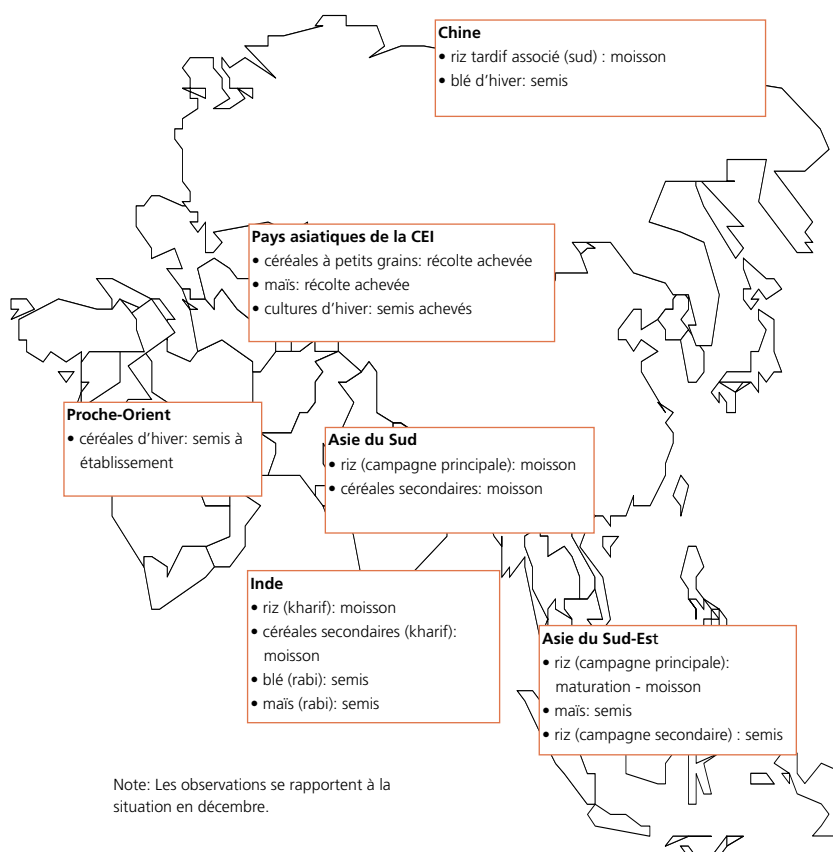 Chine
• riz tardif associé (sud) : moisson
• blé d’hiver: semis
Pays asiatiques de la CEI
• céréales à petits grains: récolte achevée
• maïs: récolte achevée
• cultures d’hiver: semis achevés
Proche-Orient
• céréales d’hiver: semis à
établissement
Asie du Sud
• riz (campagne principale): moisson
• céréales secondaires: moisson
Inde
• riz (kharif): moisson
• céréales secondaires (kharif):
moisson
• blé (rabi): semis
• maïs (rabi): semis
Asie du Sud-Est
• riz (campagne principale):
maturation - moisson
• maïs: semis
• riz (campagne secondaire) : semis
Note: Les observations se rapportent à la
situation en décembre.